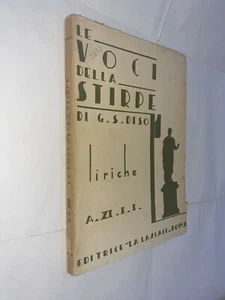 LE
VOCI
DELLA
STIRPE
DI G. S. DISO
liriche
A. XI. E. F.
EDITRICE "LA LAZIALE" ROMA